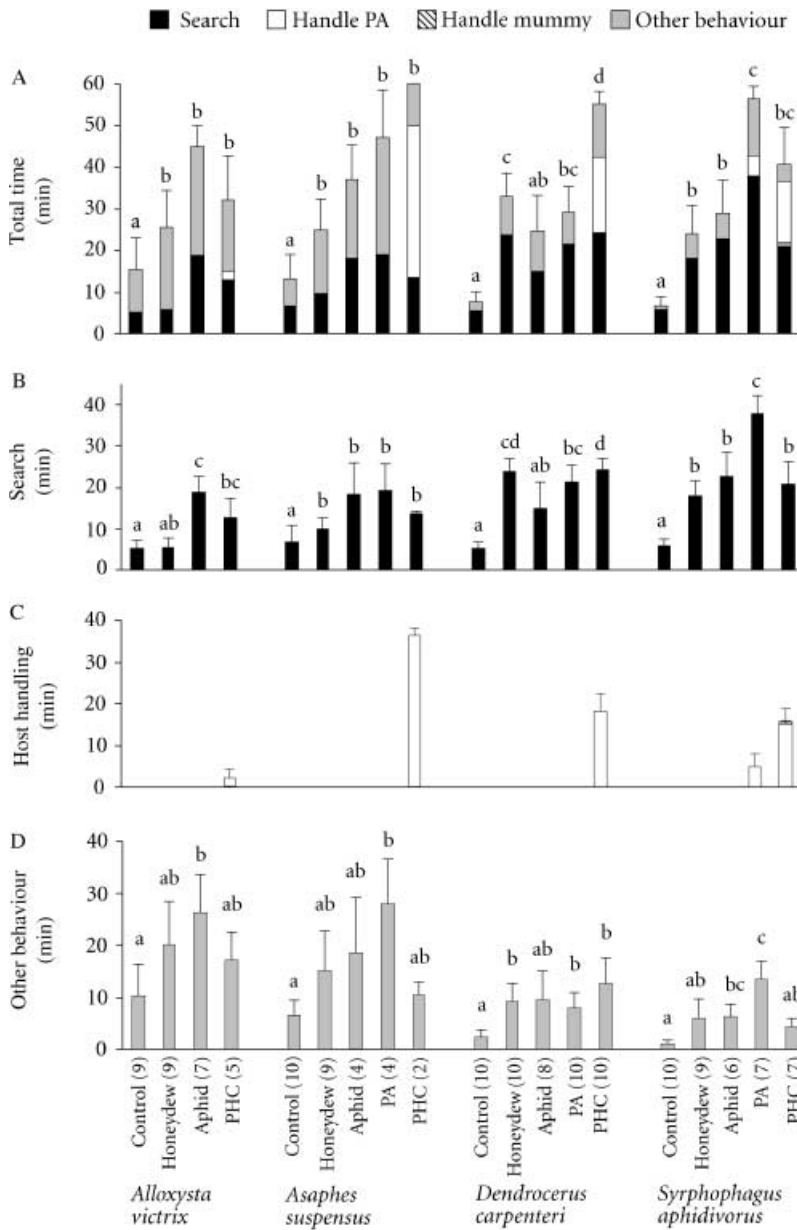 Search Handle PA Handle mummy Other behaviour
A
Total time
(min)
60
50
40
30
20
10
0
a b b b
a b b b b
a c ab bc d
a b b c bc
B
Search
(min)
40
30
20
10
0
a ab c bc
a b b b b
a cd ab bc d
a b b c b
C
Host handling
(min)
40
30
20
10
0
D
Other behaviour
(min)
40
30
20
10
0
a ab b ab
a ab ab b ab
a b ab b b
a ab bc c ab
Control (9) Honeydew (9) Aphid (7) PHC (5)
Control (10) Honeydew (9) Aphid (4) PA (4) PHC (2)
Control (10) Honeydew (10) Aphid (8) PA (10) PHC (10)
Control (10) Honeydew (9) Aphid (6) PA (7) PHC (7)
Alloxysta
victrix
Asaphes
suspensus
Dendrocerus
carpenteri
Syrphophagus
aphidivorus